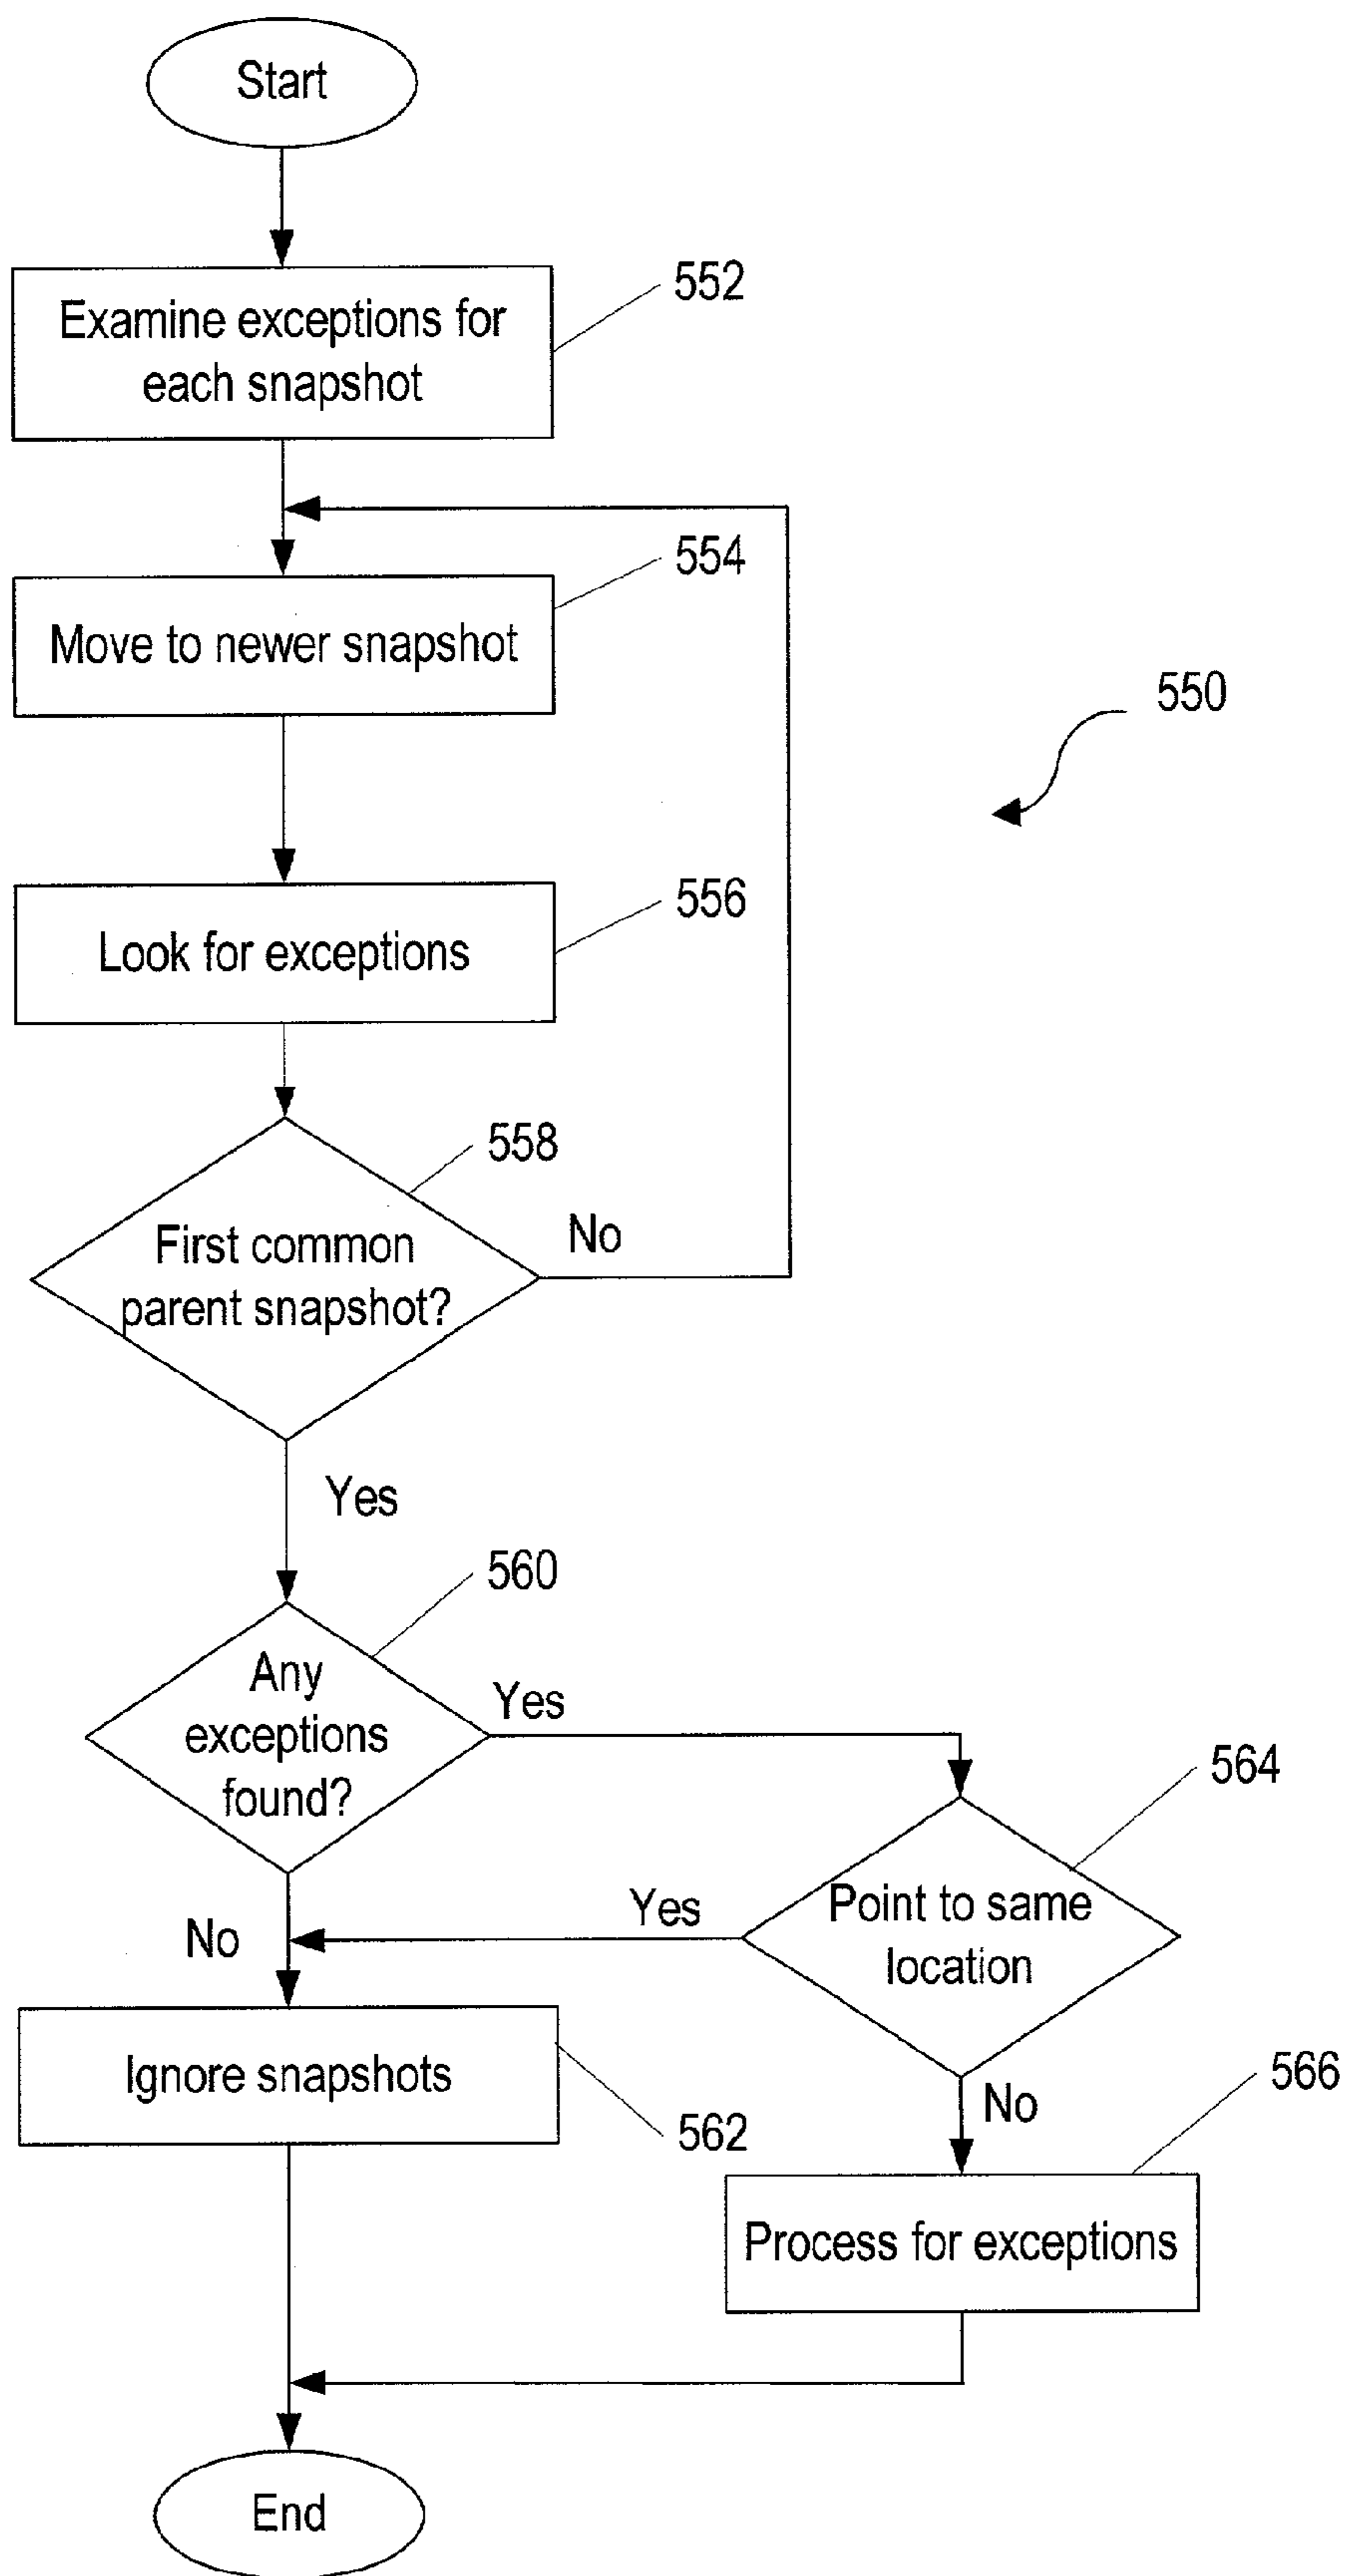 Start
Examine exceptions for
each snapshot
552
Move to newer snapshot
554
550
Look for exceptions
556
First common
parent snapshot?
558
No
Yes
Any
exceptions
found?
560
Yes
Point to same
location
564
Yes
No
Ignore snapshots
562
No
Process for exceptions
566
End